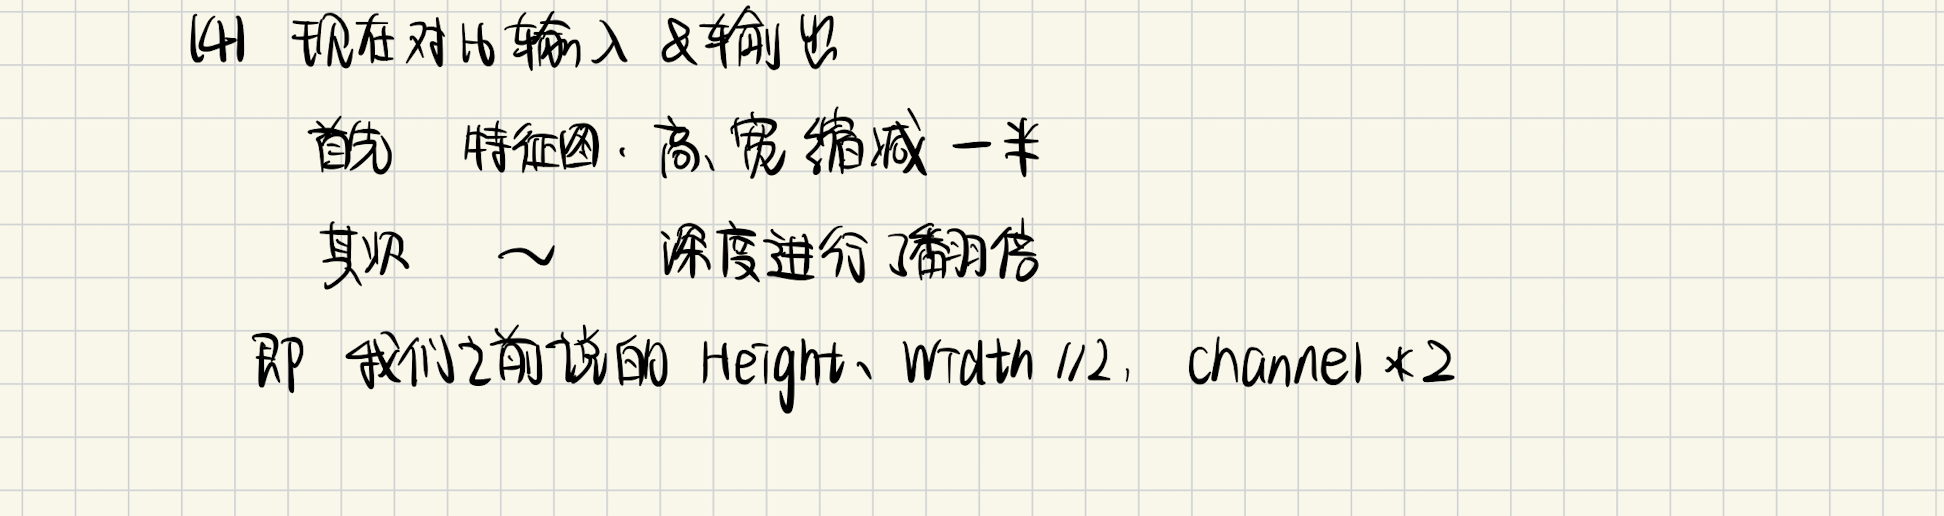 (4) 现在对比输入 & 输出
首先 特征图. 高、宽 缩减一半
其次 ～ 深度进行了翻倍
即 我们之前说的 Height、Width //2, channel *2